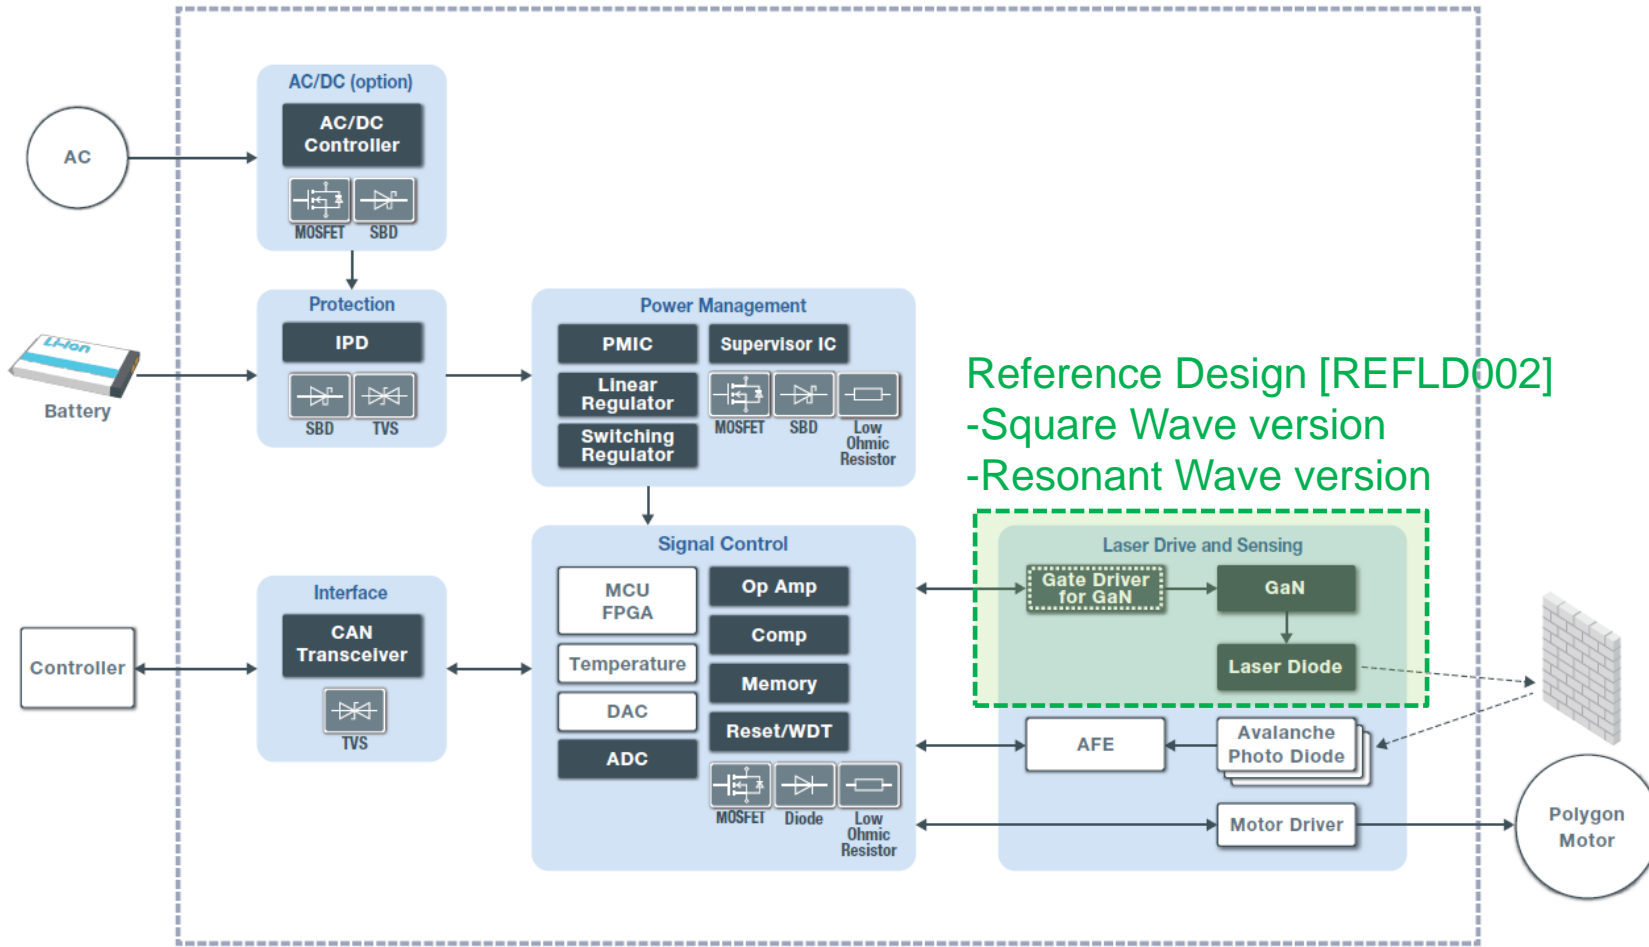 AC/DC (option)
AC/DC
Controller
MOSFET
SBD
AC
Protection
IPD
SBD
TVS
Li-ion
Battery
Power Management
PMIC
Supervisor IC
Linear
Regulator
Switching
Regulator
MOSFET
SBD
Low
Ohmic
Resistor
Reference Design [REFLD002]
-Square Wave version
-Resonant Wave version
Interface
CAN
Transceiver
TVS
Controller
Signal Control
MCU
FPGA
Temperature
DAC
ADC
Op Amp
Comp
Memory
Reset/WDT
MOSFET
Diode
Low
Ohmic
Resistor
Laser Drive and Sensing
Gate Driver
for GaN
GaN
Laser Diode
AFE
Avalanche
Photo Diode
Motor Driver
Polygon
Motor